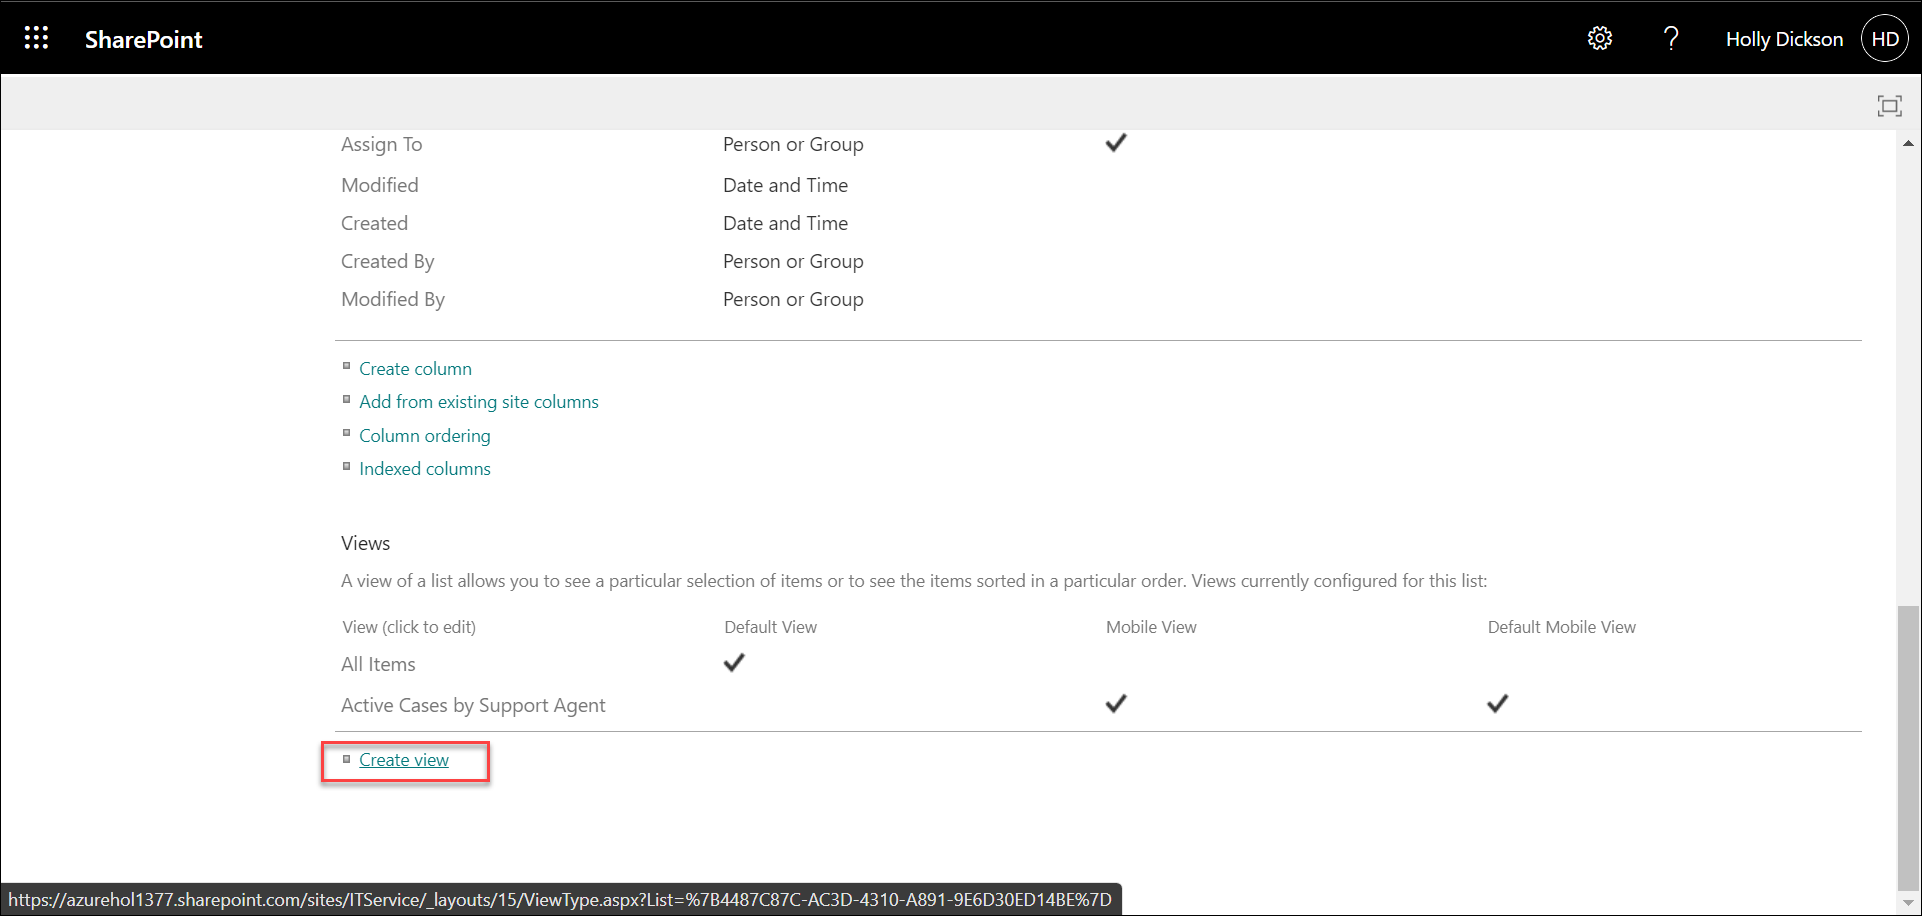 SharePoint
? Holly Dickson HD
Assign To Person or Group
Modified Date and Time
Created Date and Time
Created By Person or Group
Modified By Person or Group
Create column
Add from existing site columns
Column ordering
Indexed columns
Views
A view of a list allows you to see a particular selection of items or to see the items sorted in a particular order. Views currently configured for this list:
View (click to edit) Default View Mobile View Default Mobile View
All Items
Active Cases by Support Agent
Create view
https://azurehol1377.sharepoint.com/sites/ITService/_layouts/15/ViewType.aspx?List=%7B4487C87C-AC3D-4310-A891-9E6D30ED14BE%7D